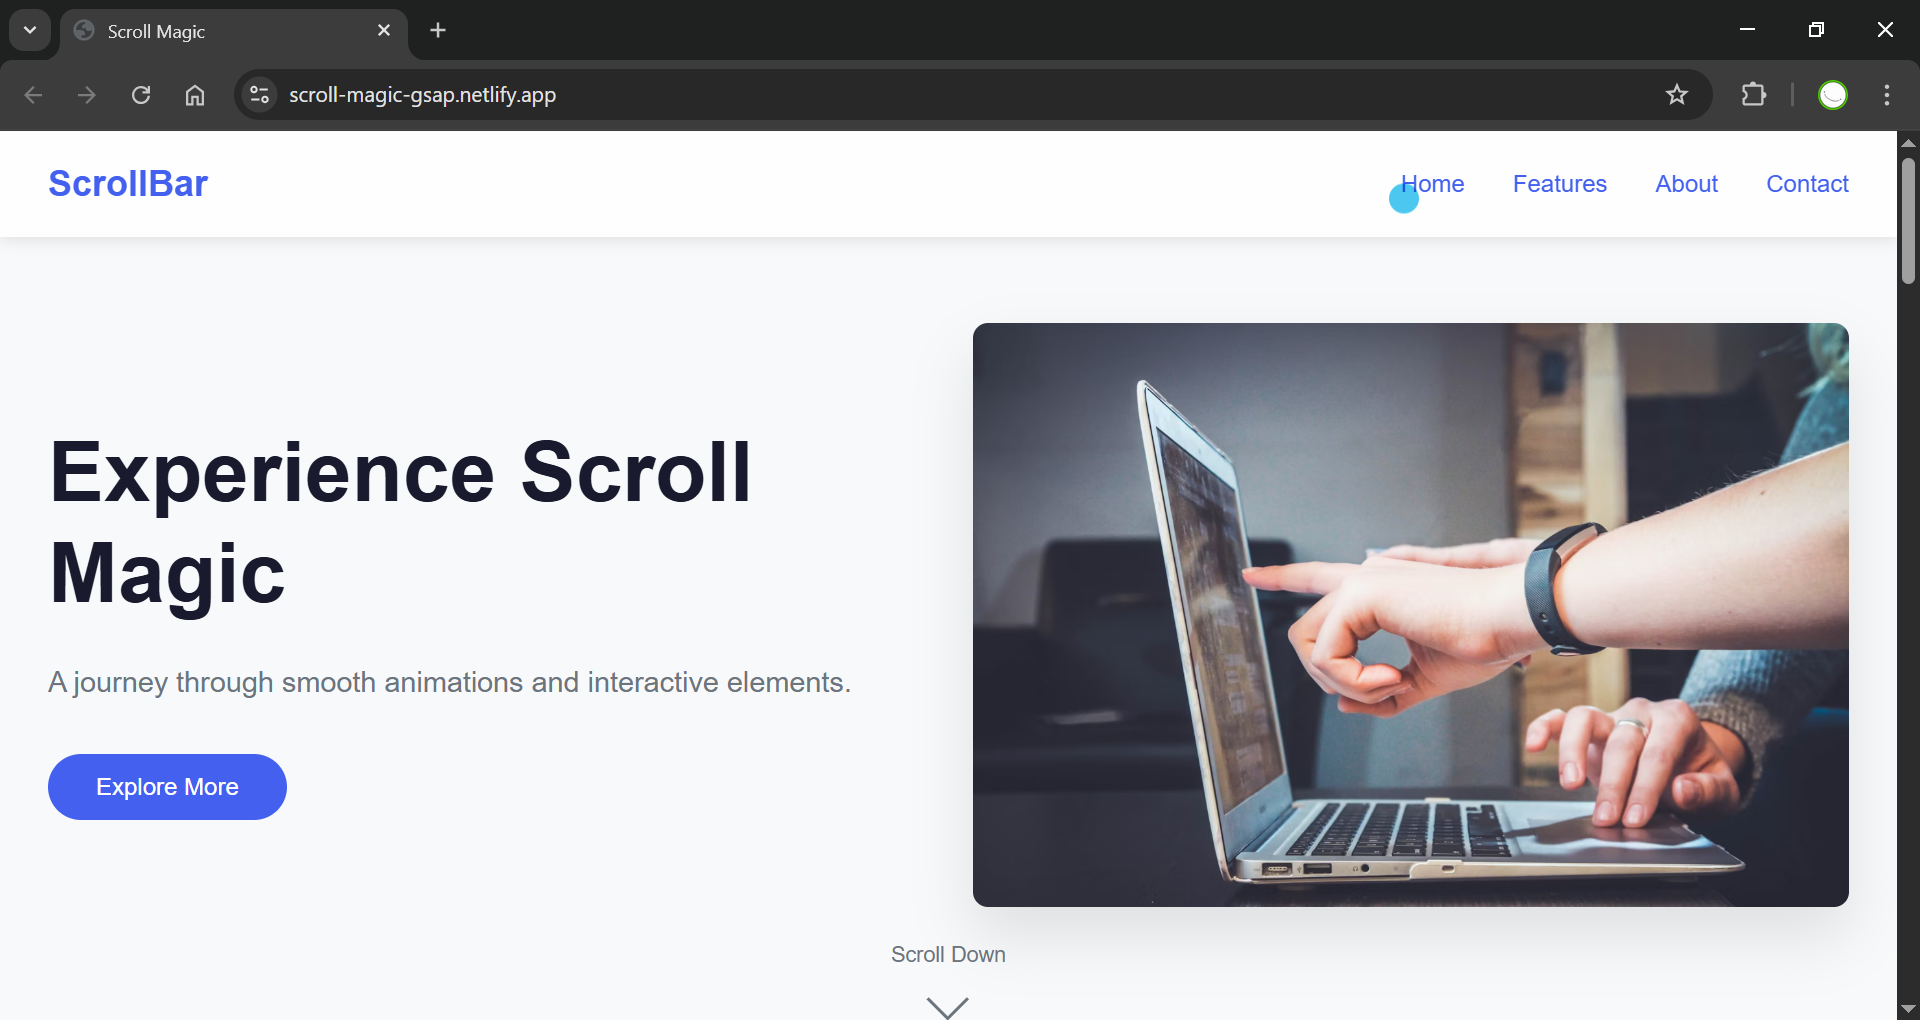 Scroll Magic
scroll-magic-gsap.netlify.app
ScrollBar
Home Features About Contact
Experience Scroll
Magic
A journey through smooth animations and interactive elements.
Explore More
Scroll Down